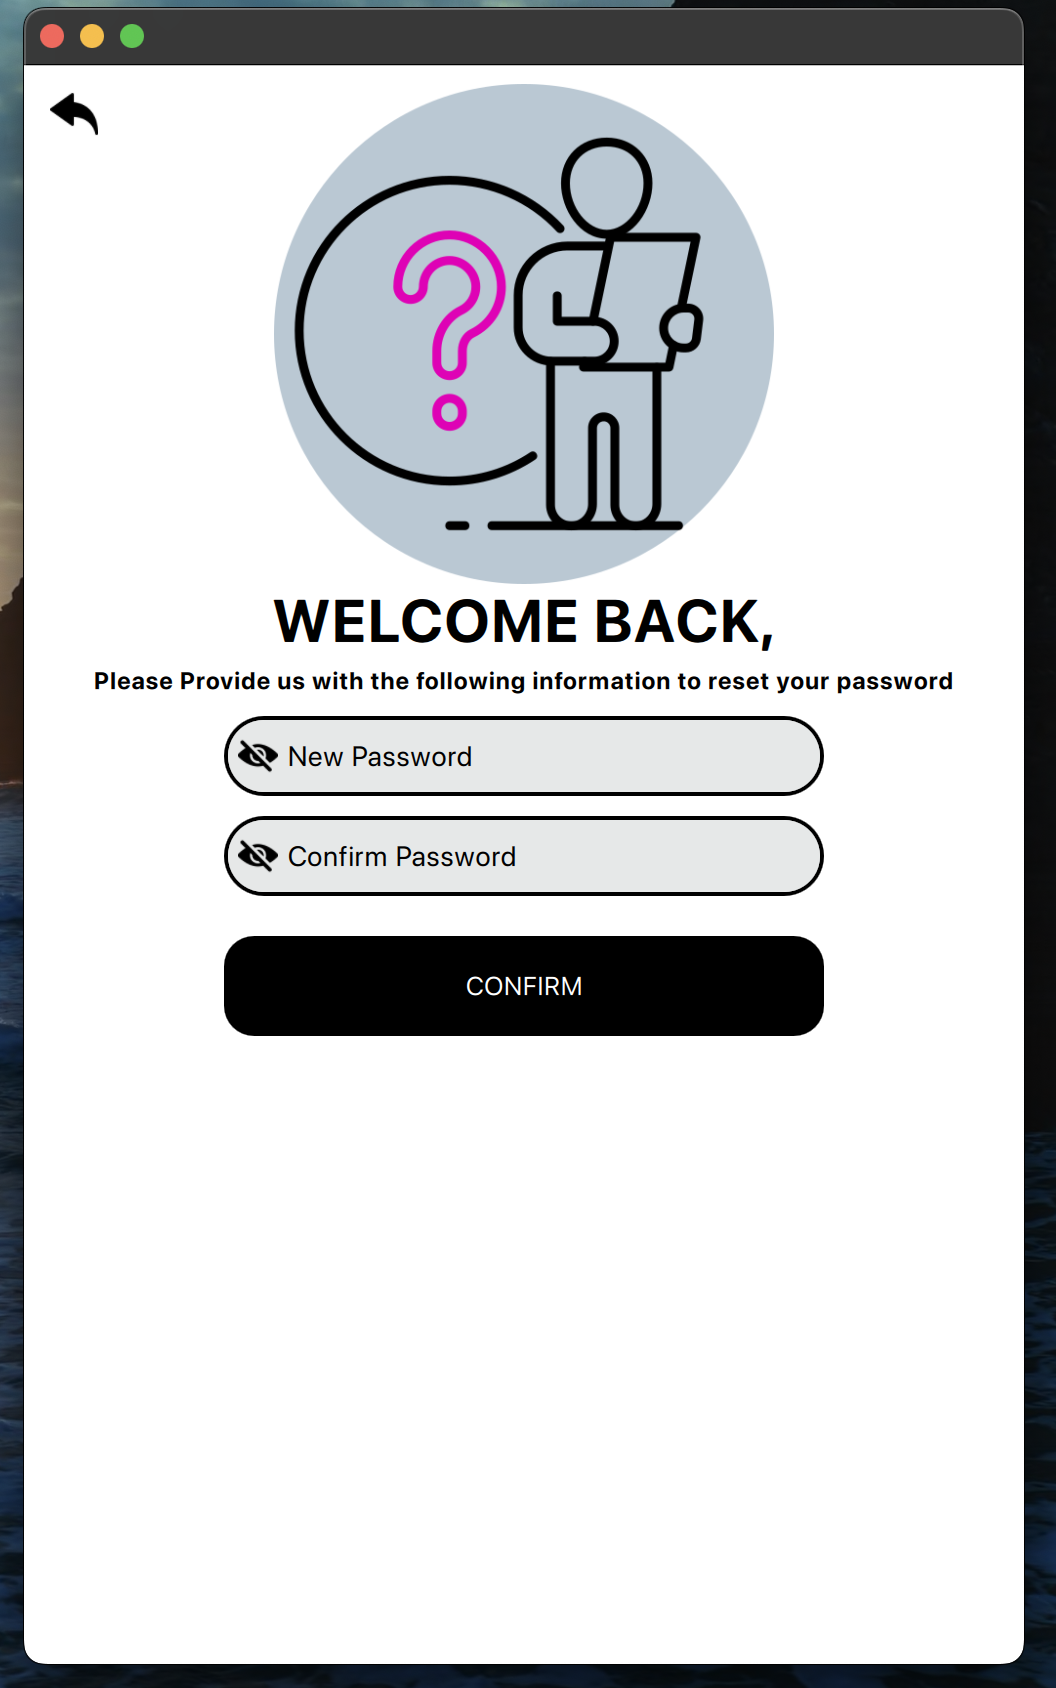 WELCOME BACK,
Please Provide us with the following information to reset your password
New Password
Confirm Password
CONFIRM